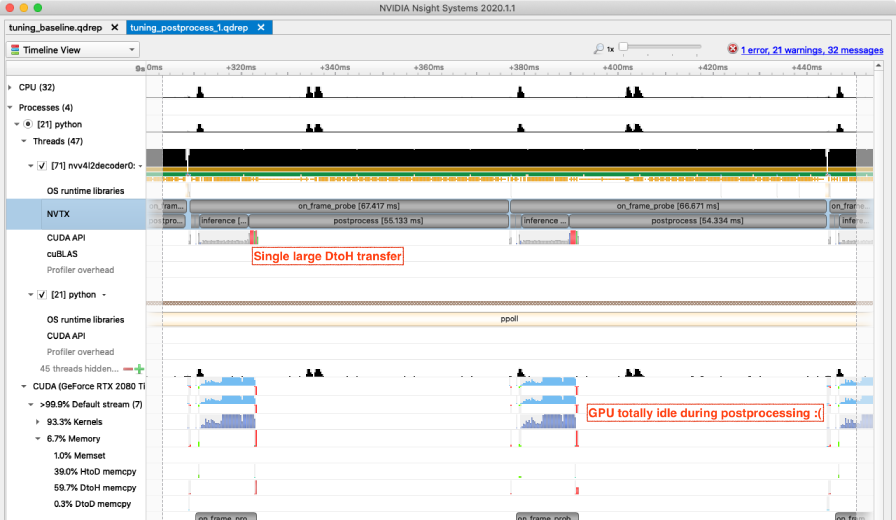 NVIDIA Nsight Systems 2020.1.1
tuning_baseline.qdrep ✕ tuning_postprocess_1.qdrep ✕
Timeline View 1x 1 error, 21 warnings, 32 messages
9s 0ms +320ms +340ms +360ms +380ms +400ms +420ms +440ms
CPU (32)
Processes (4)
[21] python
Threads (47)
[71] nvv4l2decoder0:
OS runtime libraries
NVTX
on_fram... on_frame_probe [67.417 ms] on_frame_probe [66.671 ms] on_frame...
postpro... inference [... postprocess [55.133 ms] inference ... postprocess [54.334 ms] infere...
CUDA API
cuBLAS
Single large DtoH transfer
Profiler overhead
[21] python
OS runtime libraries
ppoll
CUDA API
Profiler overhead
45 threads hidden...
CUDA (GeForce RTX 2080 Ti
>99.9% Default stream (7)
GPU totally idle during postprocessing :(
93.3% Kernels
6.7% Memory
1.0% Memset
39.0% HtoD memcpy
59.7% DtoH memcpy
0.3% DtoD memcpy
on_frame_pro... on_frame_prob...